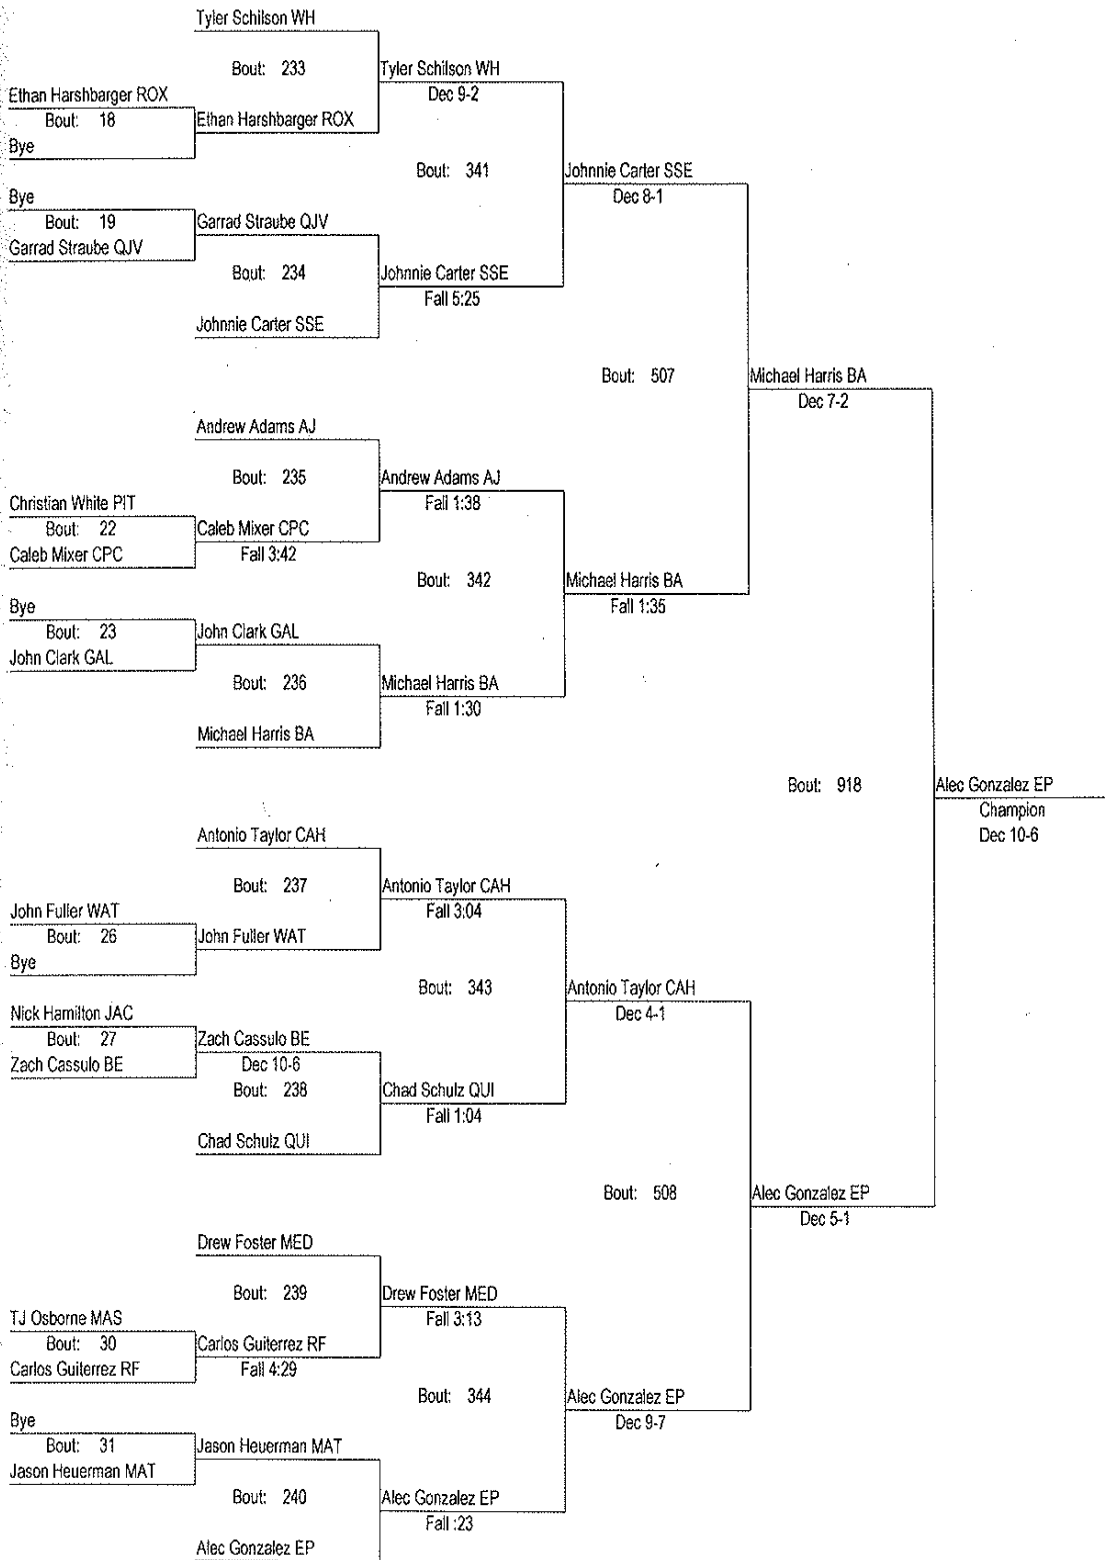 Tyler Schilson WH
Bout: 233
Tyler Schilson WH
Dec 9-2
Ethan Harshbarger ROX
Bout: 18
Ethan Harshbarger ROX
Bye
Bout: 341
Johnnie Carter SSE
Dec 8-1
Bye
Bout: 19
Garrad Straube QJV
Garrad Straube QJV
Bout: 234
Johnnie Carter SSE
Fall 5:25
Johnnie Carter SSE
Bout: 507
Michael Harris BA
Dec 7-2
Andrew Adams AJ
Bout: 235
Andrew Adams AJ
Fall 1:38
Christian White PIT
Bout: 22
Caleb Mixer CPC
Caleb Mixer CPC
Fall 3:42
Bout: 342
Michael Harris BA
Fall 1:35
Bye
Bout: 23
John Clark GAL
John Clark GAL
Bout: 236
Michael Harris BA
Fall 1:30
Michael Harris BA
Bout: 918
Alec Gonzalez EP
Champion
Dec 10-6
Antonio Taylor CAH
Bout: 237
Antonio Taylor CAH
Fall 3:04
John Fuller WAT
Bout: 26
John Fuller WAT
Bye
Bout: 343
Antonio Taylor CAH
Dec 4-1
Nick Hamilton JAC
Bout: 27
Zach Cassulo BE
Zach Cassulo BE
Dec 10-6
Bout: 238
Chad Schulz QUI
Fall 1:04
Chad Schulz QUI
Bout: 508
Alec Gonzalez EP
Dec 5-1
Drew Foster MED
Bout: 239
Drew Foster MED
Fall 3:13
TJ Osborne MAS
Bout: 30
Carlos Guiterrez RF
Carlos Guiterrez RF
Fall 4:29
Bout: 344
Alec Gonzalez EP
Dec 9-7
Bye
Bout: 31
Jason Heuerman MAT
Jason Heuerman MAT
Bout: 240
Alec Gonzalez EP
Fall :23
Alec Gonzalez EP